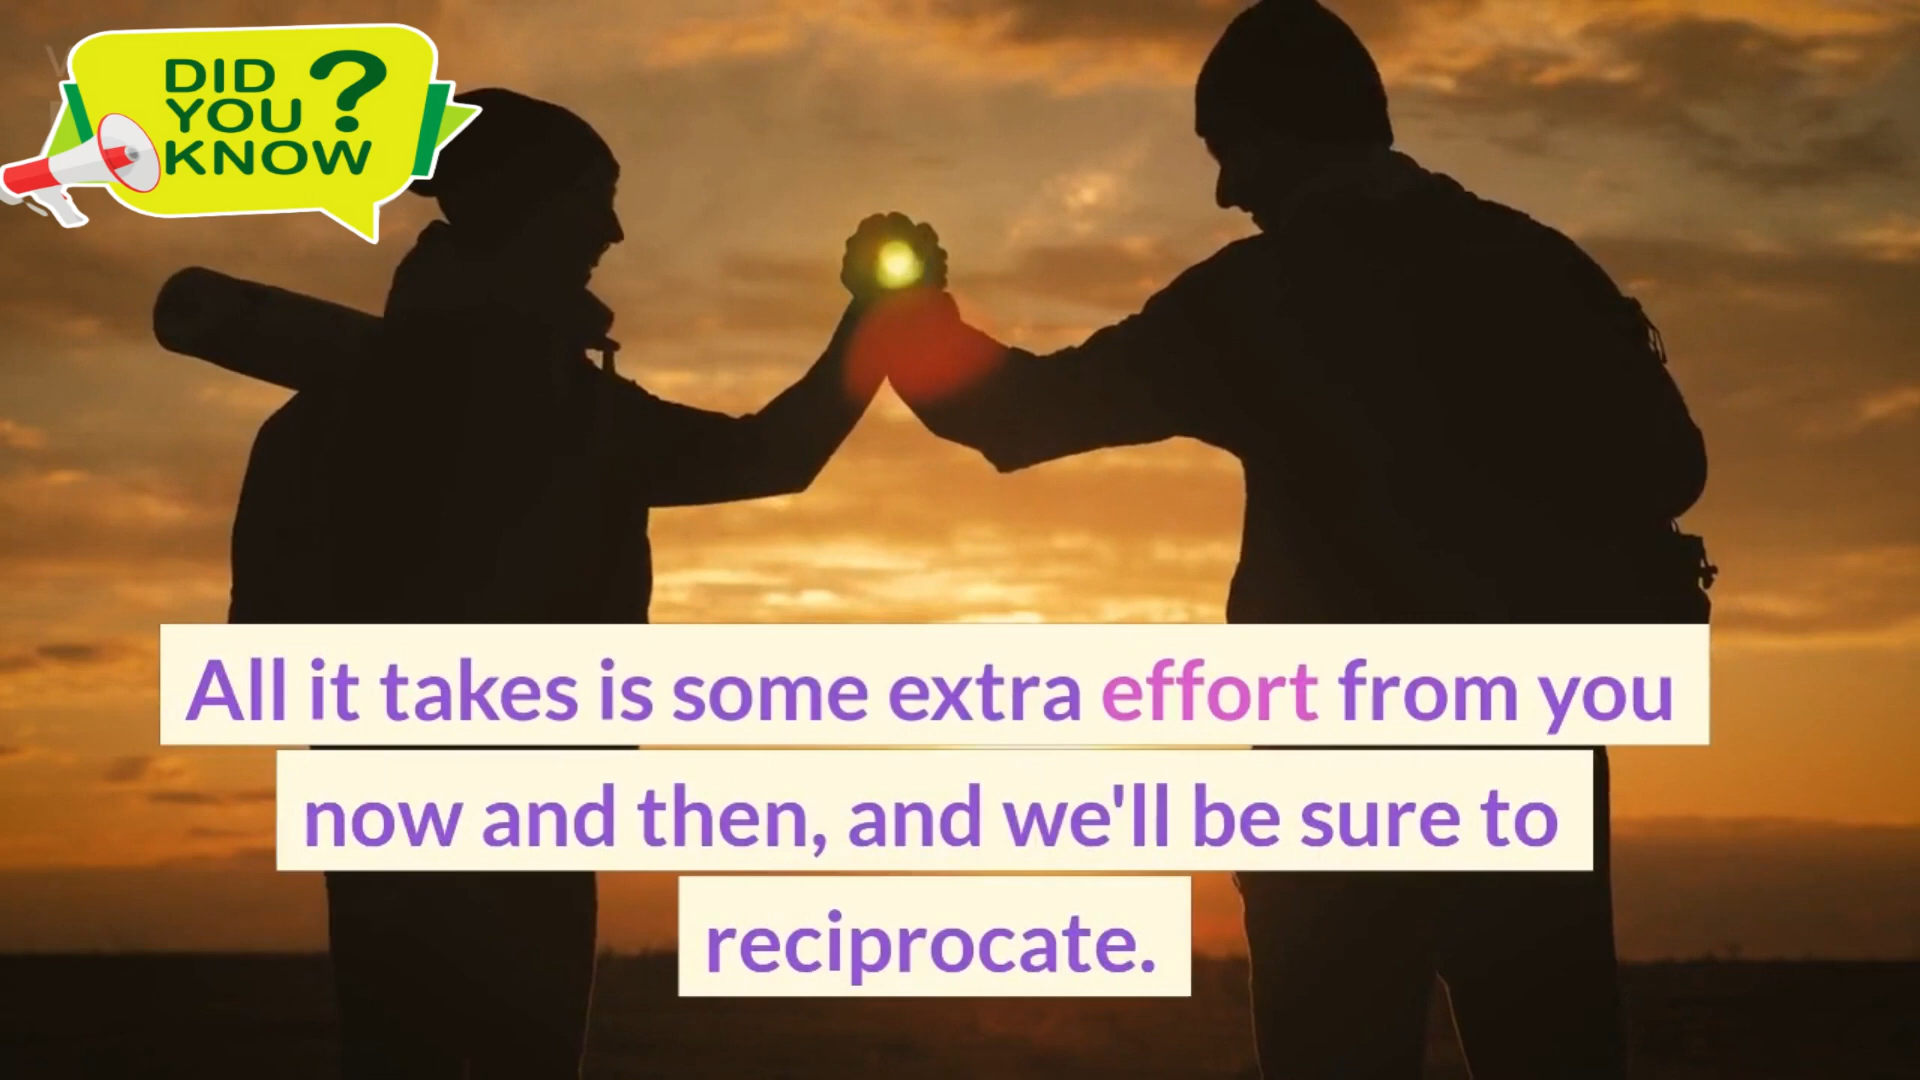 DID
YOU ?
KNOW
All it takes is some extra effort from you
now and then, and we'll be sure to
reciprocate.